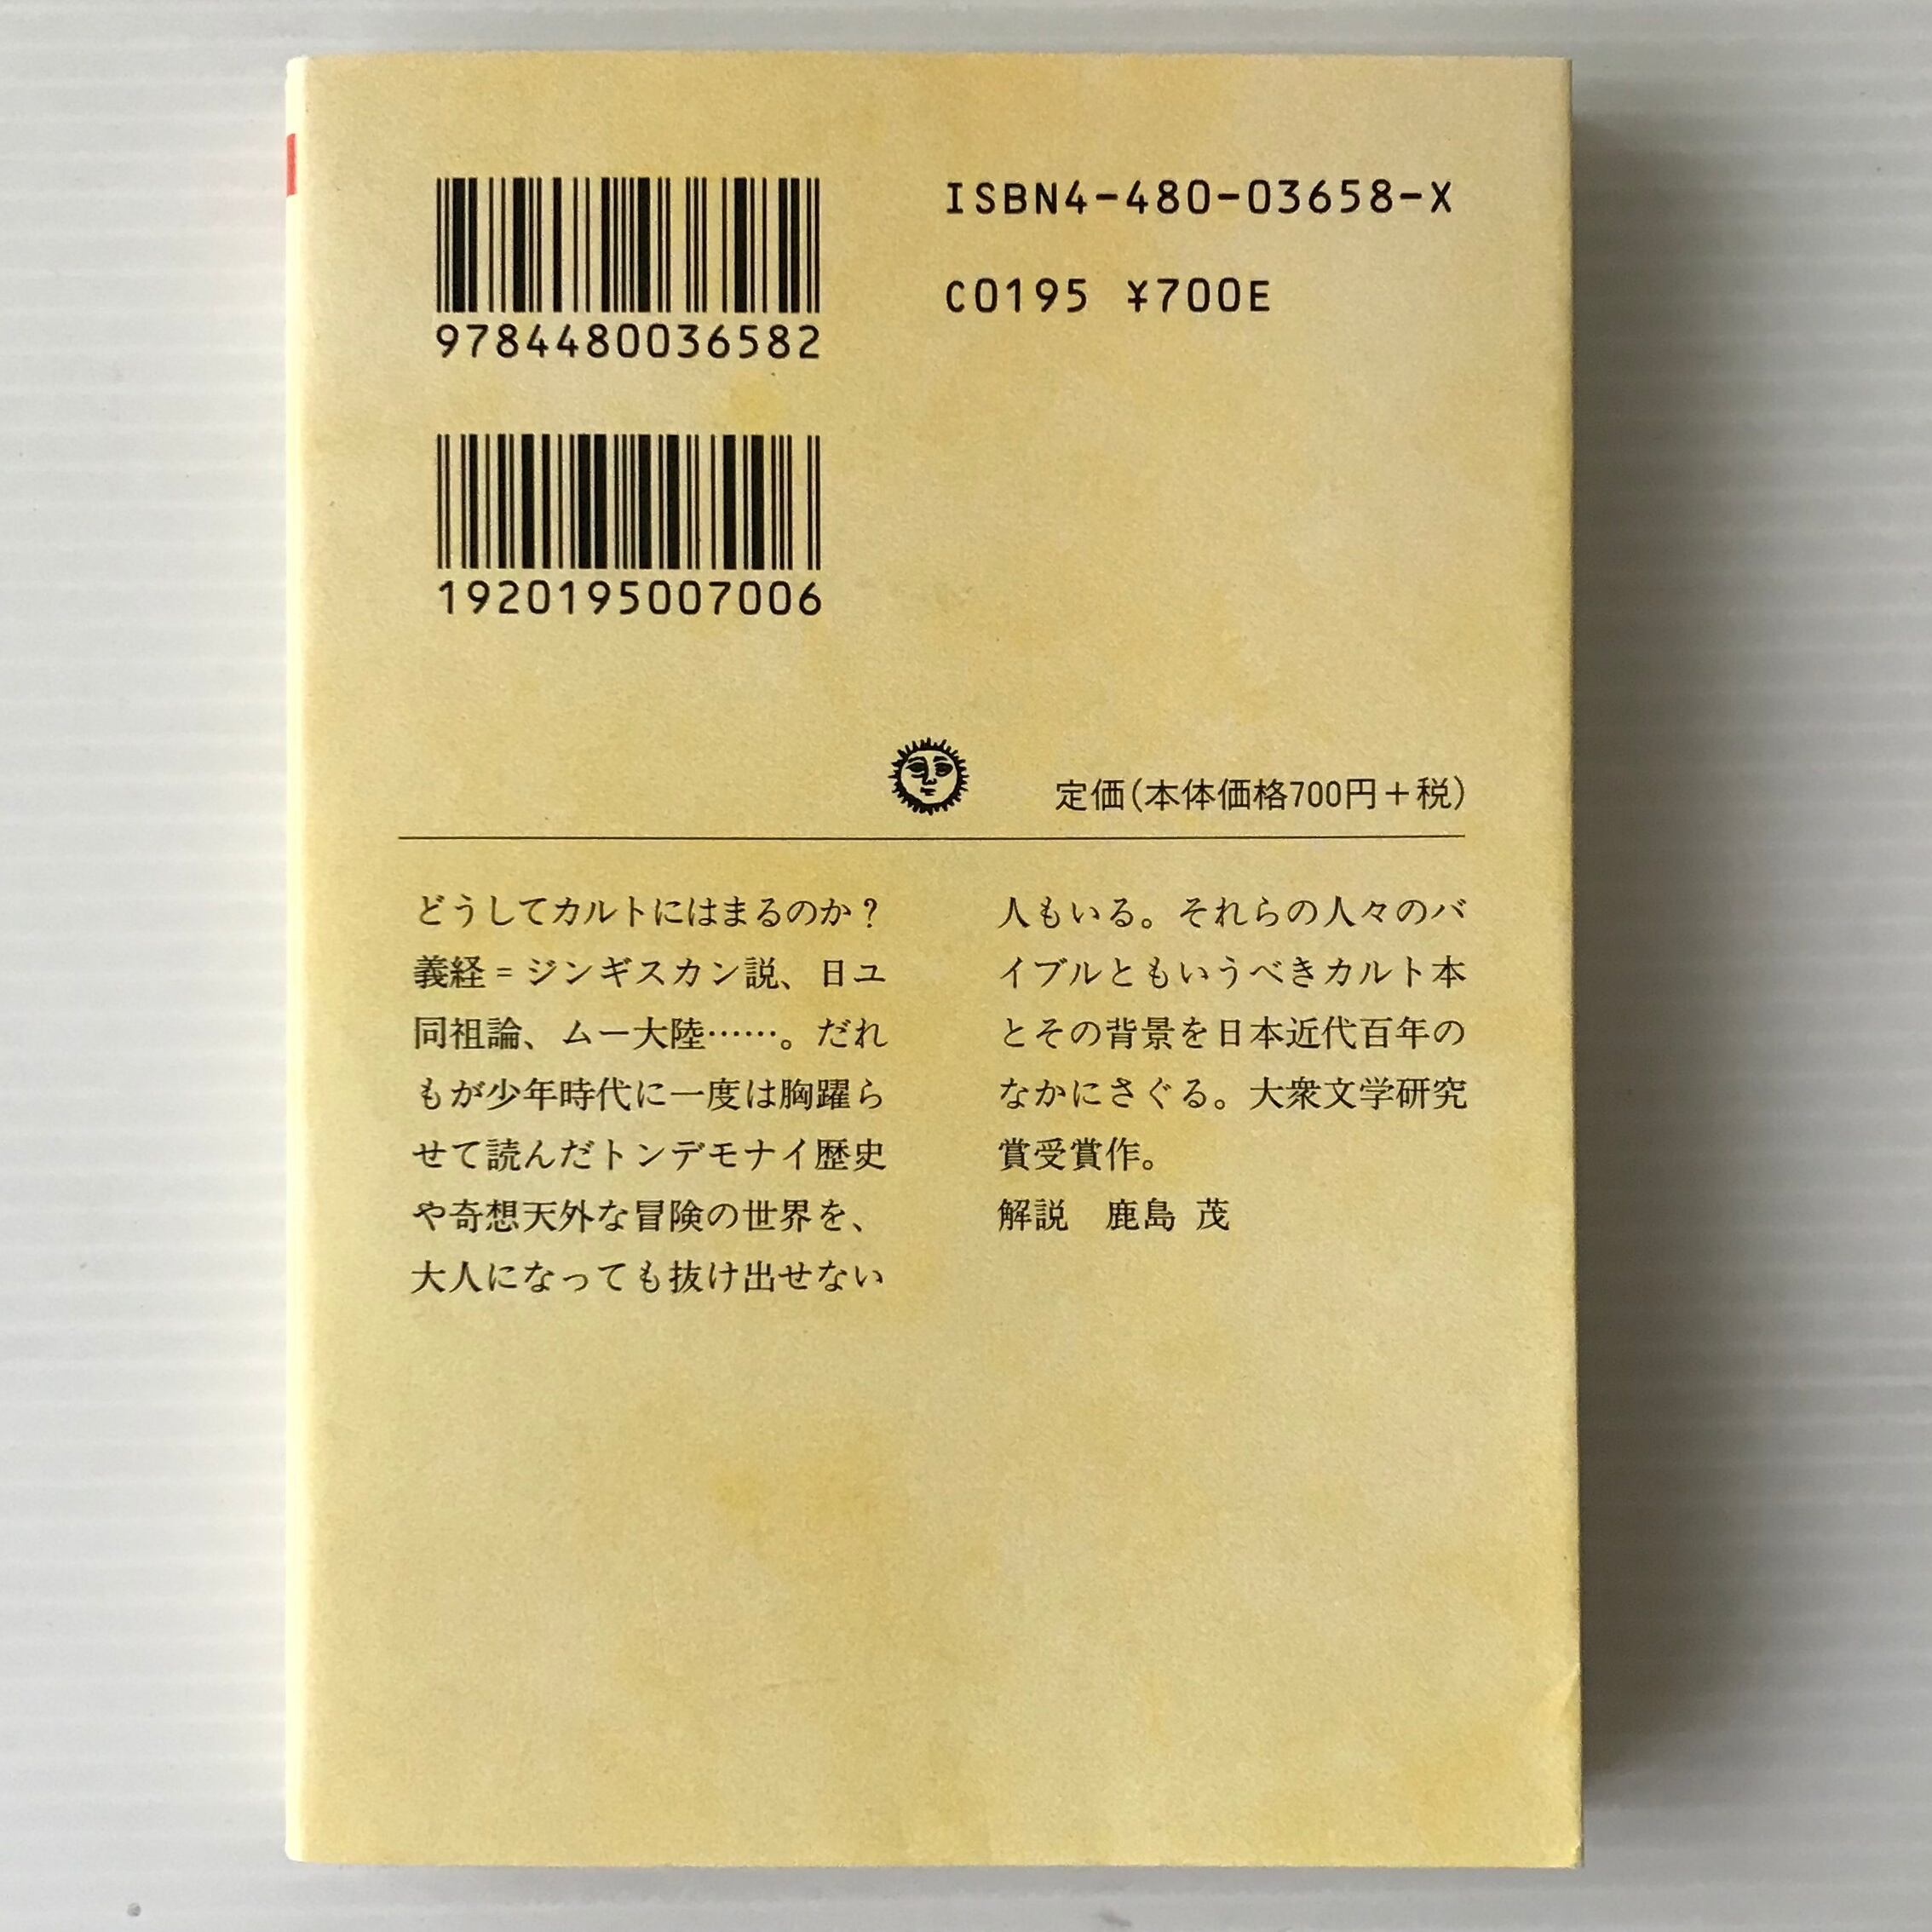 9784480036582
ISBN4-480-03658-X
C0195 ¥700E
1920195007006
定価(本体価格700円＋税)
どうしてカルトにはまるのか？
義経＝ジンギスカン説、日ユ
同祖論、ムー大陸……。だれ
もが少年時代に一度は胸躍ら
せて読んだトンデモナイ歴史
や奇想天外な冒険の世界を、
大人になっても抜け出せない
人もいる。それらの人々のバ
イブルともいうべきカルト本
とその背景を日本近代百年の
なかにさぐる。大衆文学研究
賞受賞作。
解説　鹿島 茂